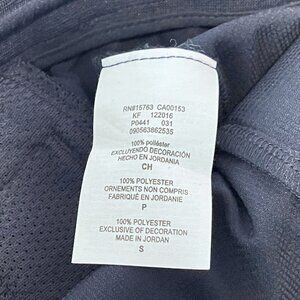 RN#15763 CA00153
KF 122016
P0441 031
090563862535
100% poliéster
EXCLUYENDO DECORACIÓN
HECHO EN JORDANIA
CH
100% POLYESTER
ORNEMENTS NON COMPRIS
FABRIQUÉ EN JORDANIE
P
100% POLYESTER
EXCLUSIVE OF DECORATION
MADE IN JORDAN
S